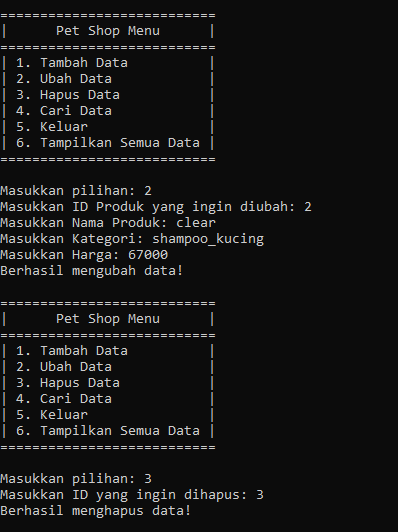 ===========================
|      Pet Shop Menu      |
===========================
| 1. Tambah Data          |
| 2. Ubah Data            |
| 3. Hapus Data           |
| 4. Cari Data            |
| 5. Keluar               |
| 6. Tampilkan Semua Data |
===========================
Masukkan pilihan: 2
Masukkan ID Produk yang ingin diubah: 2
Masukkan Nama Produk: clear
Masukkan Kategori: shampoo_kucing
Masukkan Harga: 67000
Berhasil mengubah data!
===========================
|      Pet Shop Menu      |
===========================
| 1. Tambah Data          |
| 2. Ubah Data            |
| 3. Hapus Data           |
| 4. Cari Data            |
| 5. Keluar               |
| 6. Tampilkan Semua Data |
===========================
Masukkan pilihan: 3
Masukkan ID yang ingin dihapus: 3
Berhasil menghapus data!